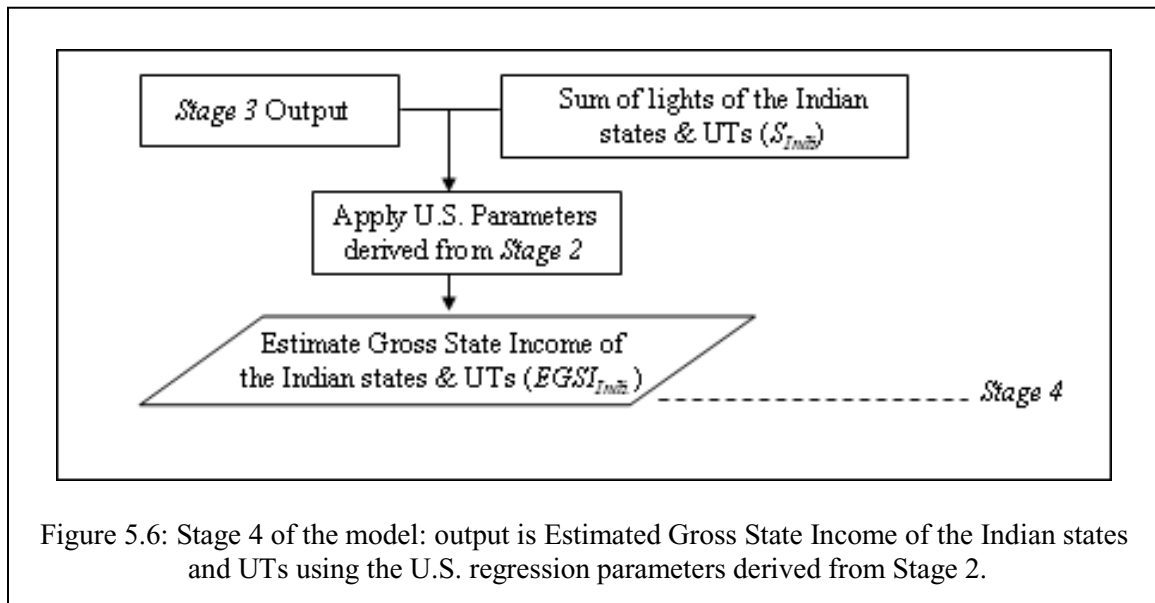 Stage 3 Output
Sum of lights of the Indian
states & UTs (S_India)
Apply U.S. Parameters
derived from Stage 2
Estimate Gross State Income of
the Indian states & UTs (EGSI_India)
Stage 4
Figure 5.6: Stage 4 of the model: output is Estimated Gross State Income of the Indian states
and UTs using the U.S. regression parameters derived from Stage 2.